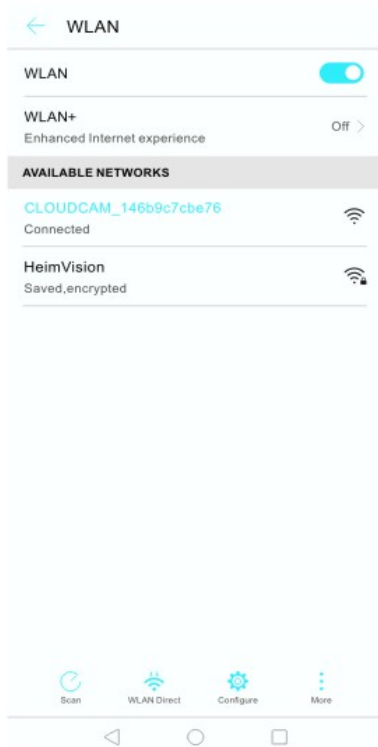 WLAN
WLAN
WLAN+
Enhanced Internet experience
Off
AVAILABLE NETWORKS
CLOUDCAM_146b9c7cbe76
Connected
HeimVision
Saved,encrypted
Scan
WLAN Direct
Configure
More